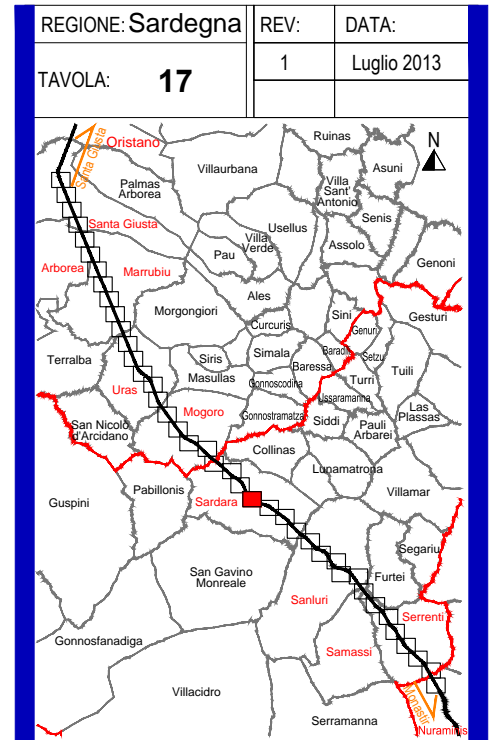 REGIONE: Sardegna
REV:
DATA:
TAVOLA: 17
1
Luglio 2013
N
Oristano
Santa Giusta
Ruinas
Villaurbana
Asuni
Palmas
Arborea
Villa
Sant'
Antonio
Senis
Santa Giusta
Usellus
Villa
Verde
Assolo
Pau
Genoni
Arborea
Marrubiu
Ales
Morgongiori
Sini
Gesturi
Curcuris
Genuri
Terralba
Siris
Simala
Baradili
Setzu
Masullas
Baressa
Tuili
Uras
Gonnoscodina
Turri
Ussaramanna
Mogoro
Gonnostramatza
Siddi
Las
Plassas
San Nicolò
d'Arcidano
Pauli
Arbarei
Collinas
Lunamatrona
Pabillonis
Villamar
Guspini
Sardara
Segariu
San Gavino
Monreale
Furtei
Sanluri
Serrenti
Gonnosfanadiga
Samassi
Villacidro
Monastir
Serramanna
Nuraminis